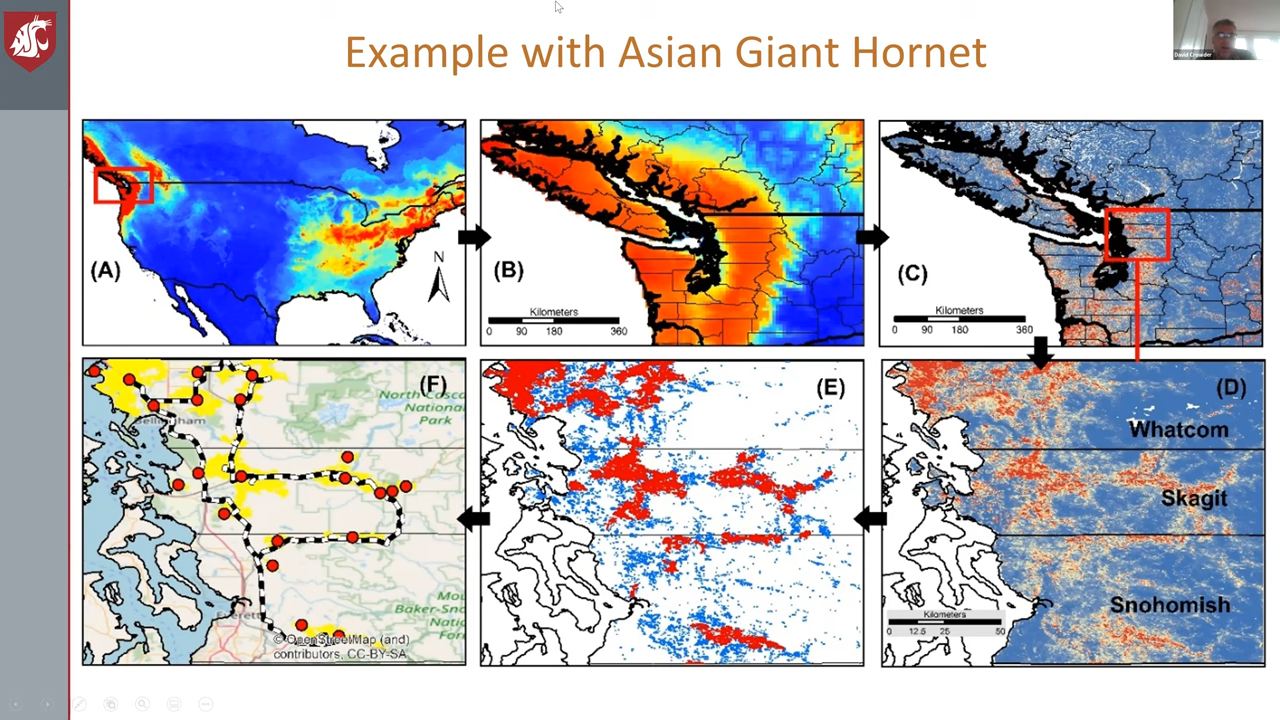 Example with Asian Giant Hornet
(A)
N
(B)
Kilometers
0 90 180 360
(C)
Kilometers
0 90 180 360
(F)
North Casca
National
Park
Bellingham
Everett
Mou
Baker-Sno
Natio
For
© OpenStreetMap (and)
contributors, CC-BY-SA
(E)
(D)
Whatcom
Skagit
Snohomish
Kilometers
0 12.5 25 50